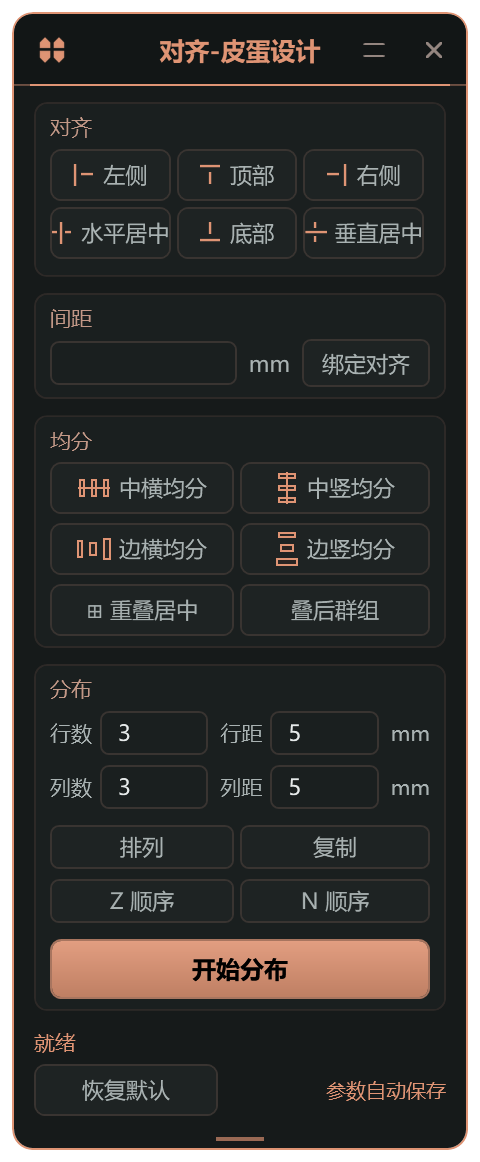 对齐-皮蛋设计
对齐
左侧 顶部 右侧
水平居中 底部 垂直居中
间距
mm 绑定对齐
均分
中横均分 中竖均分
边横均分 边竖均分
重叠居中 叠后群组
分布
行数 3 行距 5 mm
列数 3 列距 5 mm
排列 复制
Z 顺序 N 顺序
开始分布
就绪
恢复默认 参数自动保存